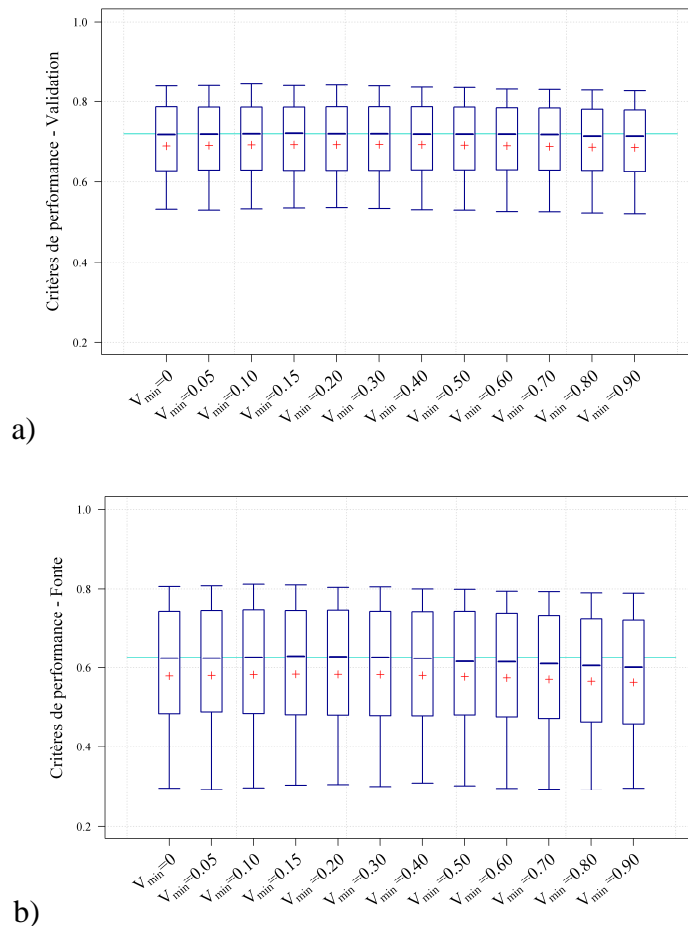 Critères de performance - Validation
1.0
0.8
0.6
0.4
0.2
V min=0
V min=0.05
V min=0.10
V min=0.15
V min=0.20
V min=0.30
V min=0.40
V min=0.50
V min=0.60
V min=0.70
V min=0.80
V min=0.90
a)
Critères de performance - Fonte
1.0
0.8
0.6
0.4
0.2
V min=0
V min=0.05
V min=0.10
V min=0.15
V min=0.20
V min=0.30
V min=0.40
V min=0.50
V min=0.60
V min=0.70
V min=0.80
V min=0.90
b)